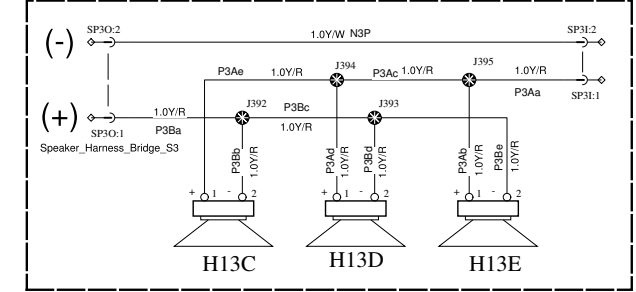 SP3O:2
SP3I:2
(-)
1.0Y/W N3P
J394
J395
P3Ae
1.0Y/R
P3Ac
1.0Y/R
1.0Y/R
P3Aa
SP3I:1
(+)
1.0Y/R
J392
P3Bc
J393
SP3O:1
P3Ba
1.0Y/R
Speaker_Harness_Bridge_S3
P3Bb
1.0Y/R
P3Ad
1.0Y/R
P3Bd
1.0Y/R
P3Ab
1.0Y/R
P3Be
1.0Y/R
+ 1 - 2
+ 1 - 2
+ 1 - 2
H13C
H13D
H13E